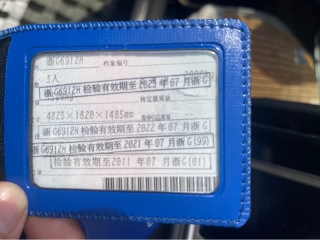 浙G6912H 档案编号
5人
浙G6912H 检验有效期至2023年07月浙G
核定载质量
4825×1820×1485mm
浙G6912H 检验有效期至2022年07月浙G
浙G6912H 检验有效期至2021年07月浙G(99)
检验有效期至2011年07月浙G(01)